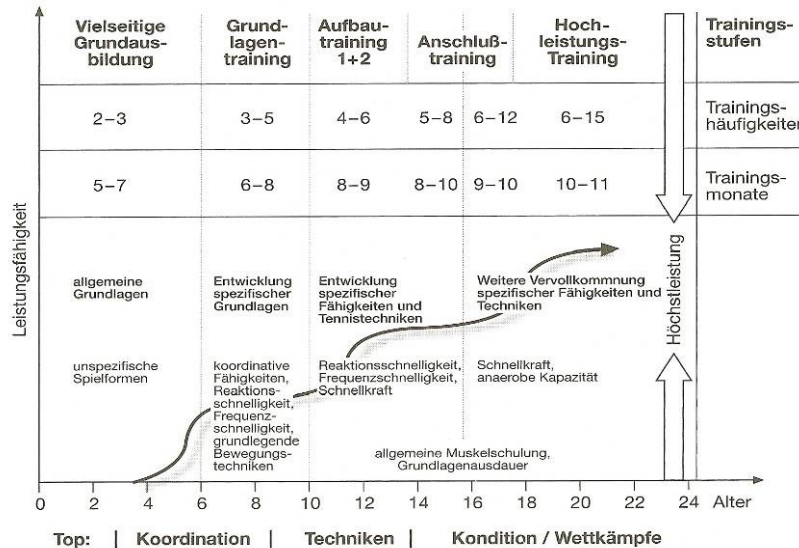 Vielseitige
Grundaus-
bildung
Grund-
lagen-
training
Aufbau-
training
1+2
Anschluß-
training
Hoch-
leistungs-
Training
Trainings-
stufen
2–3
3–5
4–6
5–8
6–12
6–15
Trainings-
häufigkeiten
5–7
6–8
8–9
8–10
9–10
10–11
Trainings-
monate
Leistungsfähigkeit
allgemeine
Grundlagen
Entwicklung
spezifischer
Grundlagen
Entwicklung
spezifischer
Fähigkeiten und
Tennistechniken
Weitere Vervollkommnung
spezifischer Fähigkeiten und
Techniken
Höchstleistung
unspezifische
Spielformen
koordinative
Fähigkeiten,
Reaktions-
schnelligkeit,
Frequenz-
schnelligkeit,
grundlegende
Bewegungs-
techniken
Reaktionsschnelligkeit,
Frequenzschnelligkeit,
Schnellkraft
Schnellkraft,
anaerobe Kapazität
allgemeine Muskelschulung,
Grundlagenausdauer
0 2 4 6 8 10 12 14 16 18 20 22 24 Alter
Top: | Koordination | Techniken | Kondition / Wettkämpfe